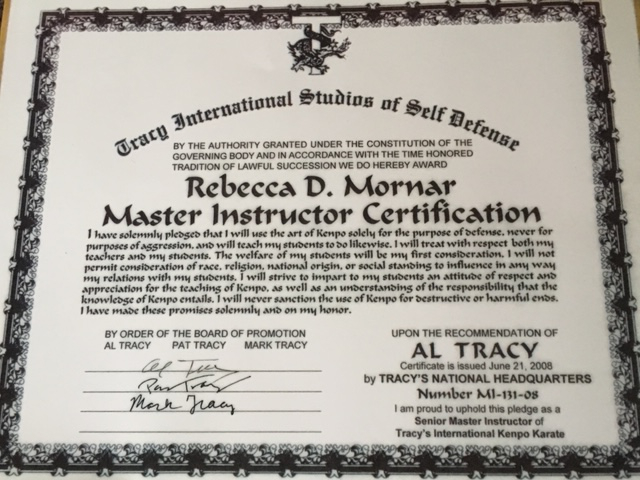 Tracy International Studios of Self Defense
BY THE AUTHORITY GRANTED UNDER THE CONSTITUTION OF THE
GOVERNING BODY AND IN ACCORDANCE WITH THE TIME HONORED
TRADITION OF LAWFUL SUCCESSION WE DO HEREBY AWARD
Rebecca D. Mornar
Master Instructor Certification
I have solemnly pledged that I will use the art of Kenpo solely for the purpose of defense, never for
purposes of aggression, and will teach my students to do likewise. I will treat with respect both my
teachers and my students. The welfare of my students will be my first consideration. I will not
permit consideration of race, religion, national origin, or social standing to influence in any way
my relations with my students. I will strive to impart to my students an attitude of respect and
appreciation for the teaching of Kenpo, as well as an understanding of the responsibility that the
knowledge of Kenpo entails. I will never sanction the use of Kenpo for destructive or harmful ends.
I have made these promises solemnly and on my honor.
BY ORDER OF THE BOARD OF PROMOTION
AL TRACY PAT TRACY MARK TRACY
Al Tracy
Pat Tracy
Mark Tracy
UPON THE RECOMMENDATION OF
AL TRACY
Certificate is issued June 21, 2008
by TRACY'S NATIONAL HEADQUARTERS
Number MI-131-08
I am proud to uphold this pledge as a
Senior Master Instructor of
Tracy's International Kenpo Karate